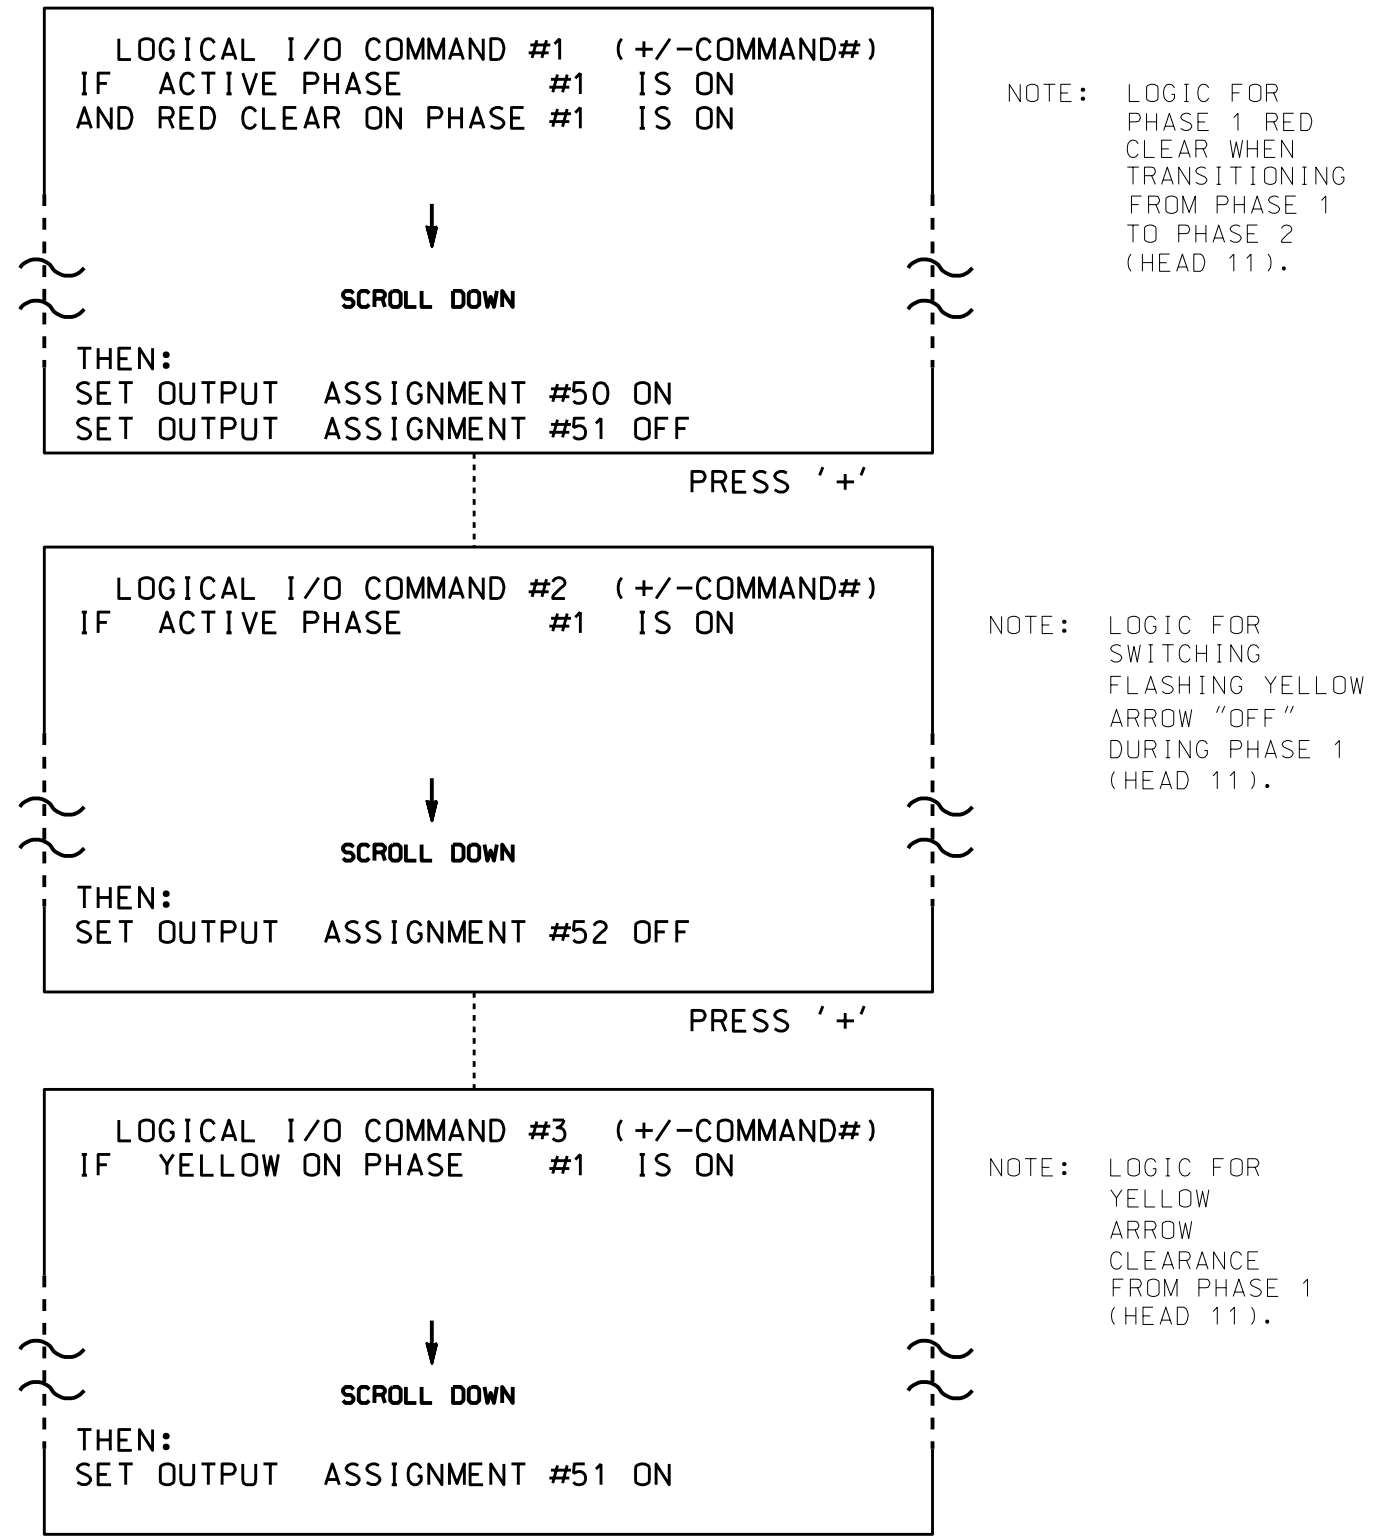 LOGICAL I/O COMMAND #1 (+/-COMMAND#)
IF ACTIVE PHASE #1 IS ON
AND RED CLEAR ON PHASE #1 IS ON
SCROLL DOWN
THEN:
SET OUTPUT ASSIGNMENT #50 ON
SET OUTPUT ASSIGNMENT #51 OFF
NOTE: LOGIC FOR
PHASE 1 RED
CLEAR WHEN
TRANSITIONING
FROM PHASE 1
TO PHASE 2
(HEAD 11).
PRESS '+'
LOGICAL I/O COMMAND #2 (+/-COMMAND#)
IF ACTIVE PHASE #1 IS ON
SCROLL DOWN
THEN:
SET OUTPUT ASSIGNMENT #52 OFF
NOTE: LOGIC FOR
SWITCHING
FLASHING YELLOW
ARROW "OFF"
DURING PHASE 1
(HEAD 11).
PRESS '+'
LOGICAL I/O COMMAND #3 (+/-COMMAND#)
IF YELLOW ON PHASE #1 IS ON
SCROLL DOWN
THEN:
SET OUTPUT ASSIGNMENT #51 ON
NOTE: LOGIC FOR
YELLOW
ARROW
CLEARANCE
FROM PHASE 1
(HEAD 11).